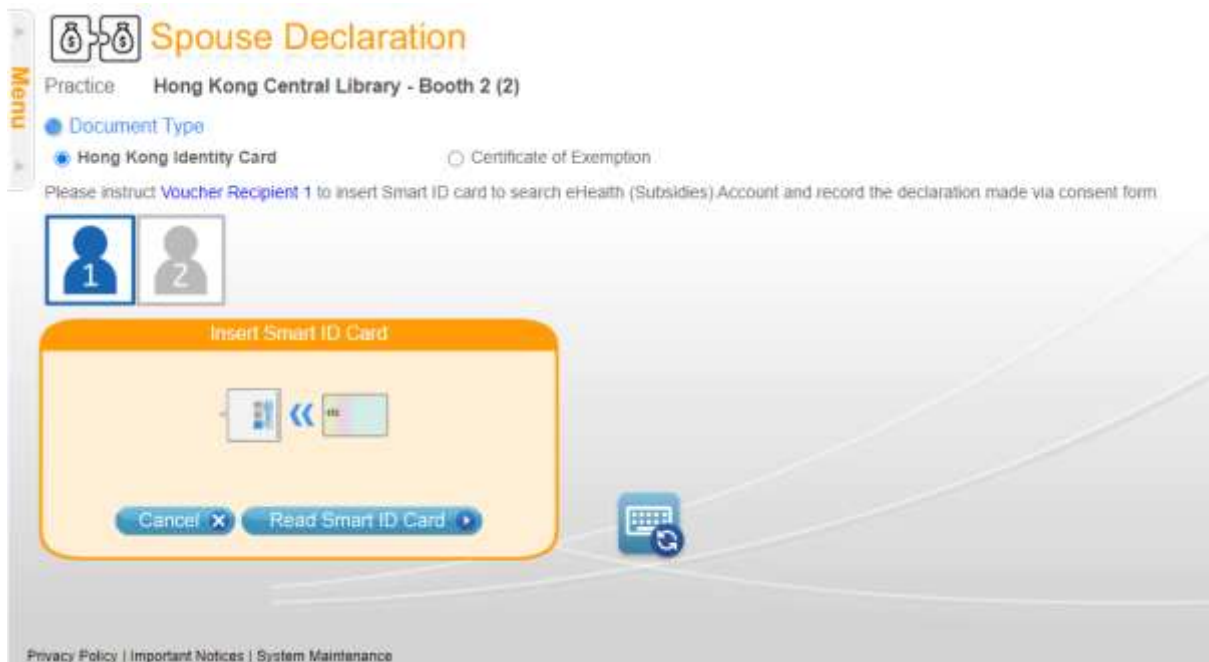 Spouse Declaration
Menu
Practice Hong Kong Central Library - Booth 2 (2)
Document Type
Hong Kong Identity Card Certificate of Exemption
Please instruct Voucher Recipient 1 to insert Smart ID card to search eHealth (Subsidies) Account and record the declaration made via consent form
1 2
Insert Smart ID Card
Cancel Read Smart ID Card
Privacy Policy | Important Notices | System Maintenance